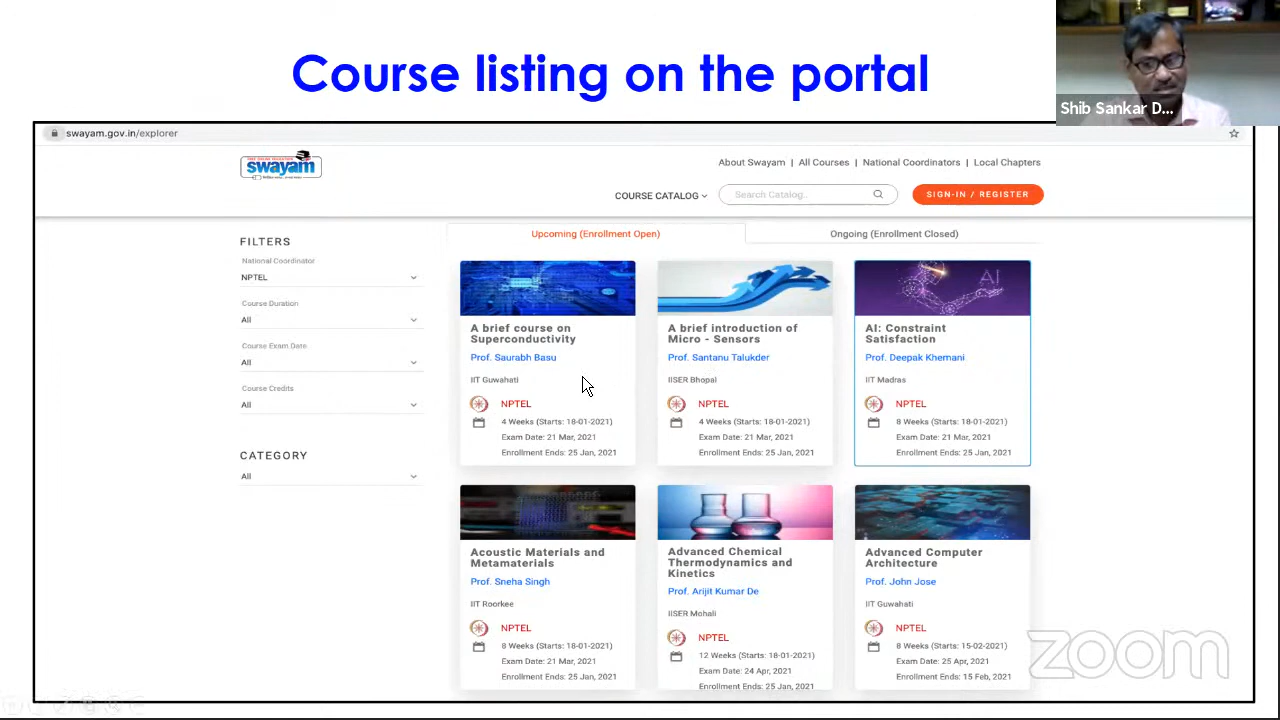 Course listing on the portal
Shib Sankar D...
swayam.gov.in/explorer
swayam
About Swayam | All Courses | National Coordinators | Local Chapters
COURSE CATALOG
Search Catalog..
SIGN-IN / REGISTER
FILTERS
National Coordinator
NPTEL
Course Duration
All
Course Exam Date
All
Course Credits
All
CATEGORY
All
Upcoming (Enrollment Open)
Ongoing (Enrollment Closed)
A brief course on
Superconductivity
Prof. Saurabh Basu
IIT Guwahati
NPTEL
4 Weeks (Starts: 18-01-2021)
Exam Date: 21 Mar, 2021
Enrollment Ends: 25 Jan, 2021
A brief introduction of
Micro - Sensors
Prof. Santanu Talukder
IISER Bhopal
NPTEL
4 Weeks (Starts: 18-01-2021)
Exam Date: 21 Mar, 2021
Enrollment Ends: 25 Jan, 2021
AI
AI: Constraint
Satisfaction
Prof. Deepak Khemani
IIT Madras
NPTEL
8 Weeks (Starts: 18-01-2021)
Exam Date: 21 Mar, 2021
Enrollment Ends: 25 Jan, 2021
Acoustic Materials and
Metamaterials
Prof. Sneha Singh
IIT Roorkee
NPTEL
8 Weeks (Starts: 18-01-2021)
Exam Date: 21 Mar, 2021
Enrollment Ends: 25 Jan, 2021
Advanced Chemical
Thermodynamics and
Kinetics
Prof. Arijit Kumar De
IISER Mohali
NPTEL
12 Weeks (Starts: 18-01-2021)
Exam Date: 24 Apr, 2021
Enrollment Ends: 25 Jan, 2021
Advanced Computer
Architecture
Prof. John Jose
IIT Guwahati
NPTEL
8 Weeks (Starts: 15-02-2021)
Exam Date: 25 Apr, 2021
Enrollment Ends: 15 Feb, 2021
zoom